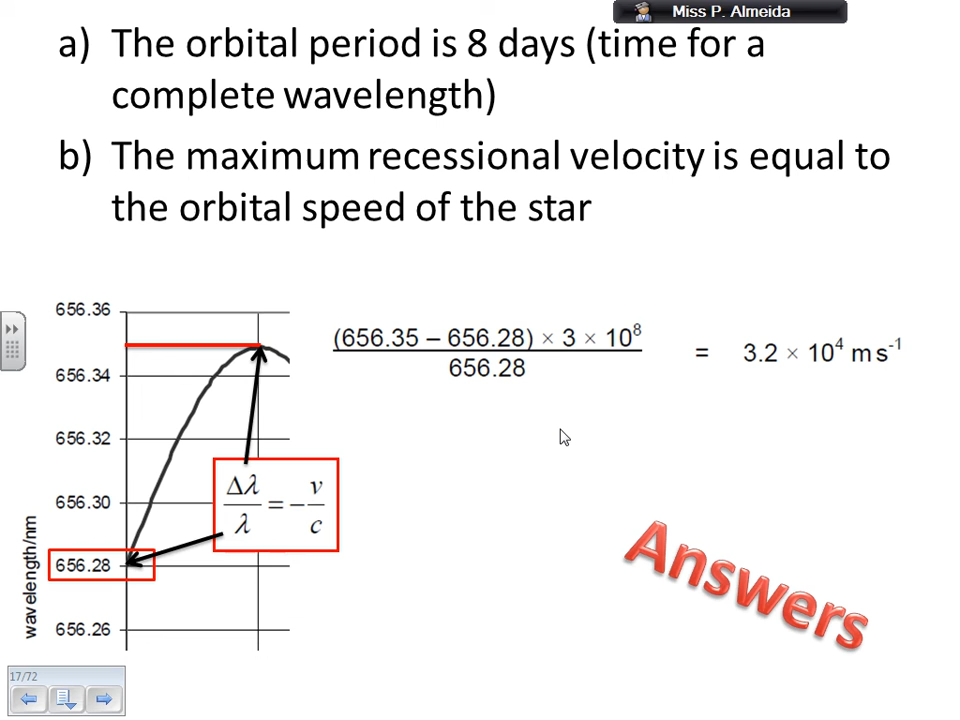 Miss P. Almeida
a) The orbital period is 8 days (time for a
complete wavelength)
b) The maximum recessional velocity is equal to
the orbital speed of the star
656.36
656.34
656.32
656.30
656.28
656.26
wavelength/nm
Δλ/λ = −v/c
(656.35 – 656.28) × 3 × 10⁸
656.28
= 3.2 × 10⁴ m s⁻¹
Answers
17/72